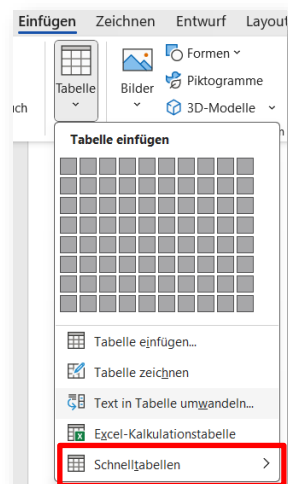 Einfügen Zeichnen Entwurf Layout
Tabelle
Bilder
Formen
Piktogramme
3D-Modelle
Tabelle einfügen
Tabelle einfügen...
Tabelle zeichnen
Text in Tabelle umwandeln...
Excel-Kalkulationstabelle
Schnelltabellen